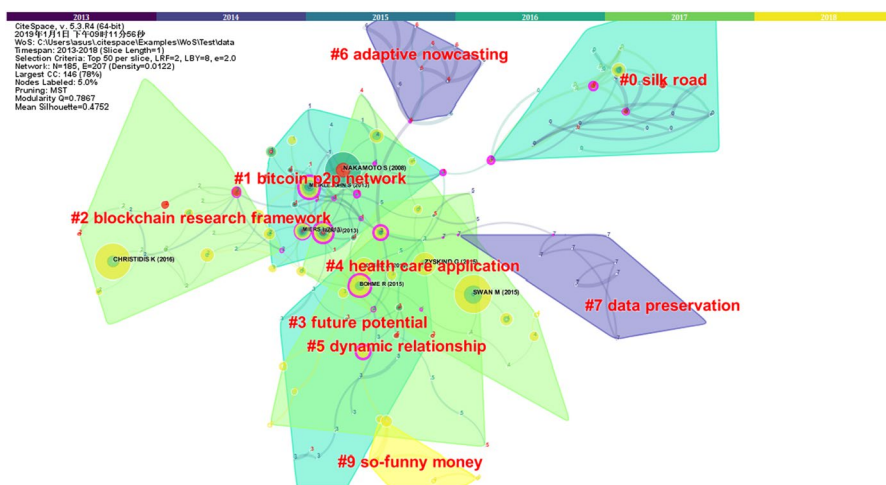 2013 2014 2015 2016 2017 2018
CiteSpace, v. 5.3.R4 (64-bit)
2019年1月1日 下午09时11分56秒
WoS: C:\Users\asus\.citespace\Examples\WoS\Test\data
Timespan: 2013-2018 (Slice Length=1)
Selection Criteria: Top 50 per slice, LRF=2, LBY=8, e=2.0
Network: N=185, E=207 (Density=0.0122)
Largest CC: 146 (78%)
Nodes Labeled: 5.0%
Pruning: MST
Modularity Q=0.7867
Mean Silhouette=0.4752
#6 adaptive nowcasting
#0 silk road
NAKAMOTO S (2008)
#1 bitcoin p2p network
#2 blockchain research framework
CHRISTIDIS K (2016)
ZYSKIND G (2015)
#4 health care application
BOHME R (2015)
SWAN M (2015)
#7 data preservation
#3 future potential
#5 dynamic relationship
#9 so-funny money